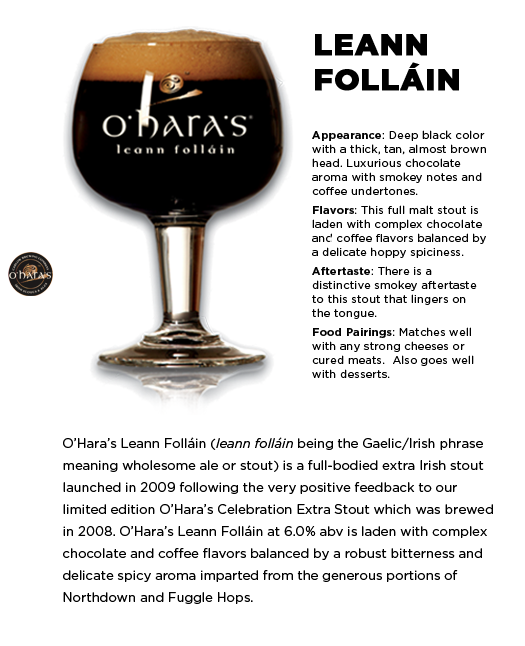 LEANN
FOLLÁIN
O'hara's®
leann folláin
Appearance: Deep black color
with a thick, tan, almost brown
head. Luxurious chocolate
aroma with smokey notes and
coffee undertones.
Flavors: This full malt stout is
laden with complex chocolate
and' coffee flavors balanced by
a delicate hoppy spiciness.
Aftertaste: There is a
distinctive smokey aftertaste
to this stout that lingers on
the tongue.
Food Pairings: Matches well
with any strong cheeses or
cured meats. Also goes well
with desserts.
O'HARA'S
O'Hara's Leann Folláin (leann folláin being the Gaelic/Irish phrase
meaning wholesome ale or stout) is a full-bodied extra Irish stout
launched in 2009 following the very positive feedback to our
limited edition O'Hara's Celebration Extra Stout which was brewed
in 2008. O'Hara's Leann Folláin at 6.0% abv is laden with complex
chocolate and coffee flavors balanced by a robust bitterness and
delicate spicy aroma imparted from the generous portions of
Northdown and Fuggle Hops.